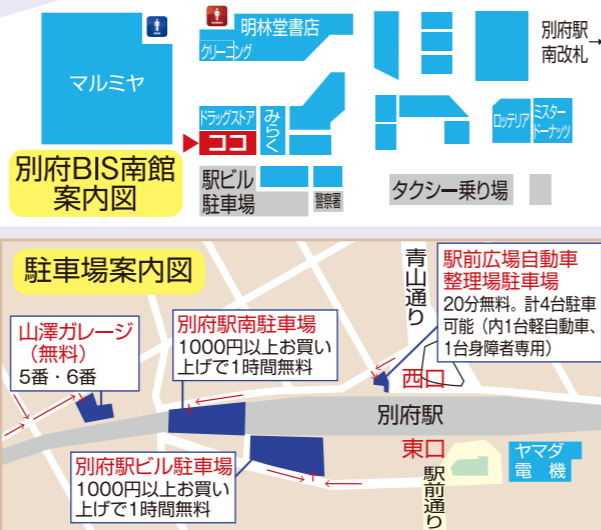 明林堂書店
クリーニング
マルミヤ
別府駅→
南改札
ドラッグストア
みらく
ココ
ロッテリア
ミスター
ドーナッツ
別府BIS南館
案内図
駅ビル
駐車場
警察署
タクシー乗り場
駐車場案内図
青山通り
駅前広場自動車
整理場駐車場
20分無料。計4台駐車
可能（内1台軽自動車、
1台身障者専用）
山澤ガレージ
（無料）
5番・6番
別府駅南駐車場
1000円以上お買い
上げで1時間無料
西口
別府駅
東口
別府駅ビル駐車場
1000円以上お買い
上げで1時間無料
駅前通り
ヤマダ
電機